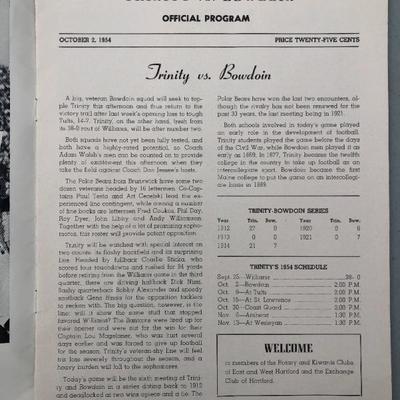 OFFICIAL PROGRAM
OCTOBER 2, 1954
PRICE TWENTY-FIVE CENTS
Trinity vs. Bowdoin
A big, veteran Bowdoin squad will seek to top-
ple Trinity this afternoon and thus return to the
victory trail after last week's opening loss to tough
Tufts, 14-7. Trinity, on the other hand, fresh from
its 38-0 rout of Williams, will be after number two.
Both squads have not yet been fully tested, and
both have a highly-rated potential, so Coach
Adam Walsh's men can be counted on to provide
plenty of excitement this afternoon when they
take the field against Coach Dan Jessee's hosts.
The Polar Bears from Brunswick have some two
dozen veterans headed by 16 lettermen. Co-Cap-
tains Paul Testa and Art Cecelski lead the ex-
perienced line contingent, while among a number
of fine backs are lettermen Fred Coukos, Phil Day,
Roy Dyer, John Libby and Andy Williamson.
Together with the help of a lot of promising sopho-
mores, this roster will provide potent opposition.
Trinity will be watched with special interest on
two counts: its flashy backfield and its surprising
line. Headed by fullback Charlie Sticka, who
scored four touchdowns and rushed for 34 yards
before retiring from the Williams game in the third
quarter, there are driving halfback Dick Nissi,
flashy quarterback Bobby Alexander and speedy
scatback Gerry for the opposition tacklers
to reckon with. The big question, however, is the
line: will it show the same stuff that stopped
favored Williams? The Bantams were fired up for
their opener and were out for the win for their
Captain Lou Magelaner, who was hurt several
days earlier and was forced to give up football
for the season. Trinity's veteran-shy line will feel
his loss severely throughout the season, and a
heavy burden will fall to the sophomores.
Today's game will be the sixth meeting of Trin-
ity and Bowdoin in a series dating back to 1912
and deadlocked at two wins apiece and a tie. The
Polar Bears have won the last two encounters, al-
though the rivalry has not been renewed for the
past 33 years, the last meeting being in 1921.
Both schools involved in today's game played
an early role in the development of football.
Trinity students played the game before the days
of the Civil War, while Bowdoin men played it as
early as 1869. In 1877, Trinity became the twelfth
college in the country to take up football as an
intercollegiate sport. Bowdoin became the first
Maine college to put the game on an intercollegi-
ate basis in 1889.
TRINITY-BOWDOIN SERIES
Year Trin. Bow. Year Trin. Bow.
1912 27 0 1920 0 6
1913 0 0 1921 0 7
1914 21 7
TRINITY'S 1954 SCHEDULE
Sept. 25—Williams 38- 0
Oct. 2—Bowdoin 2:00 P.M.
Oct. 9—At Tufts 2:00 P.M.
Oct. 16—At St. Lawrence 2:00 P.M.
Oct. 30—Coast Guard 1:30 P.M.
Nov. 6—Amherst 1:30 P.M.
Nov. 13—At Wesleyan 1:30 P.M.
WELCOME
to members of the Rotary and Kiwanis Clubs
of East and West Hartford and the Exchange
Club of Hartford.